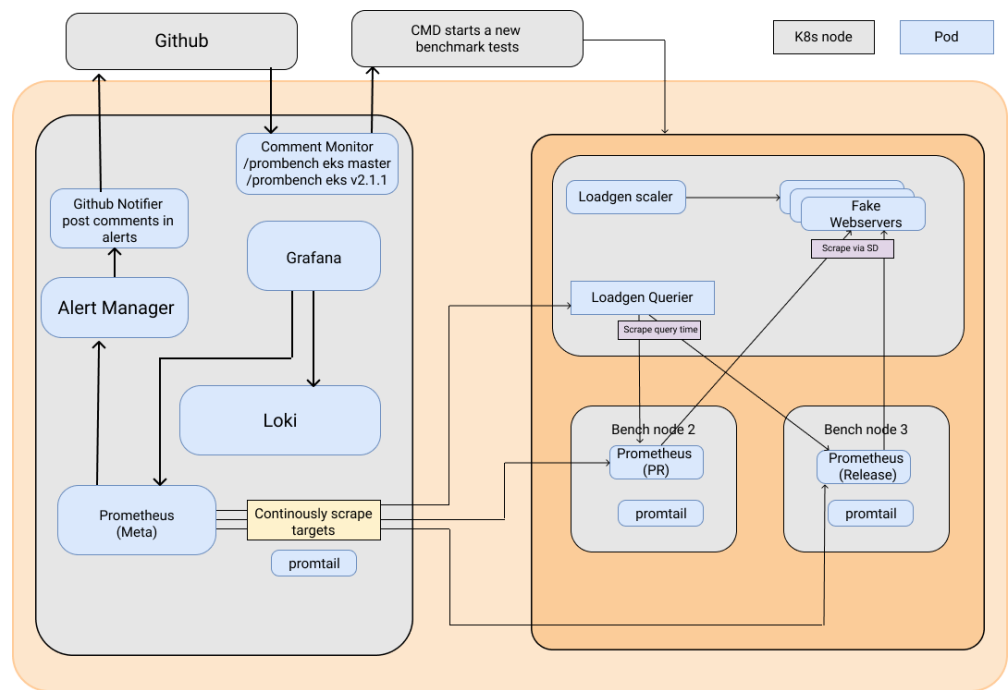 Github
CMD starts a new
benchmark tests
K8s node
Pod
Comment Monitor
/prombench eks master
/prombench eks v2.1.1
Github Notifier
post comments in
alerts
Grafana
Alert Manager
Loki
Prometheus
(Meta)
Continously scrape
targets
promtail
Loadgen scaler
Fake
Webservers
Scrape via SD
Loadgen Querier
Scrape query time
Bench node 2
Prometheus
(PR)
promtail
Bench node 3
Prometheus
(Release)
promtail